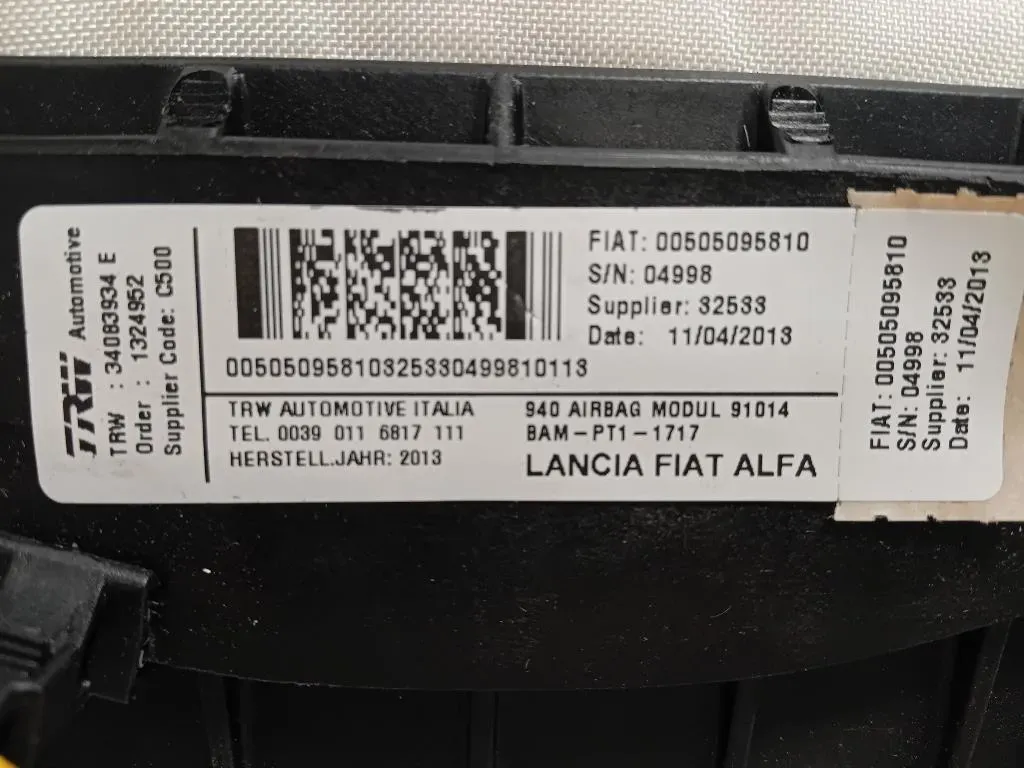 TRW Automotive
TRW : 34083934 E
Order : 1324952
Supplier Code: C500
FIAT: 00505095810
S/N: 04998
Supplier: 32533
Date: 11/04/2013
00505095810325330499810113
TRW AUTOMOTIVE ITALIA
TEL. 0039 011 6817 111
HERSTELL.JAHR: 2013
940 AIRBAG MODUL 91014
BAM-PT1-1717
LANCIA FIAT ALFA
FIAT: 00505095810
S/N: 04998
Supplier: 32533
Date: 11/04/2013